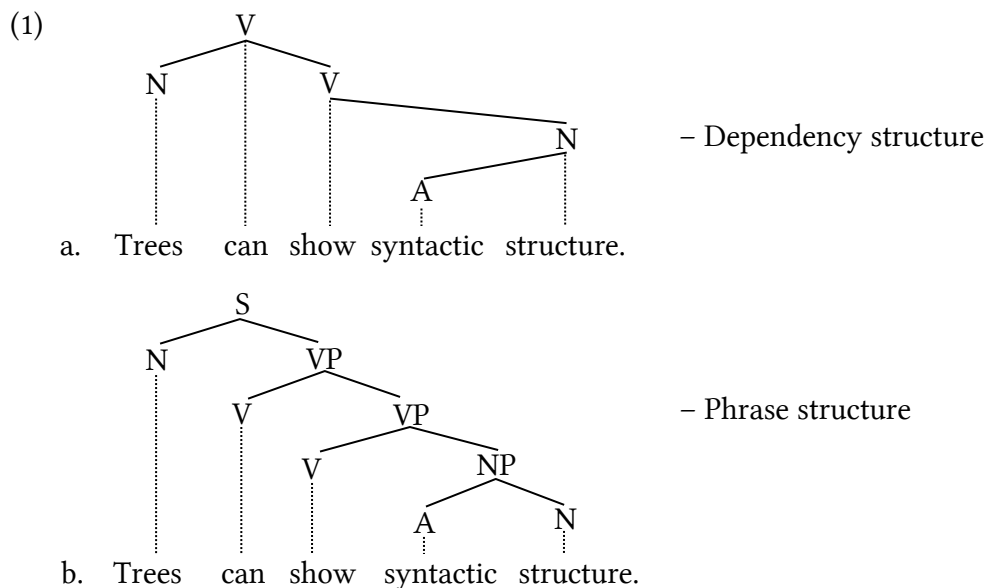 (1)
V
N V
N – Dependency structure
A
a. Trees can show syntactic structure.
S
N VP
V VP – Phrase structure
V NP
A N
b. Trees can show syntactic structure.